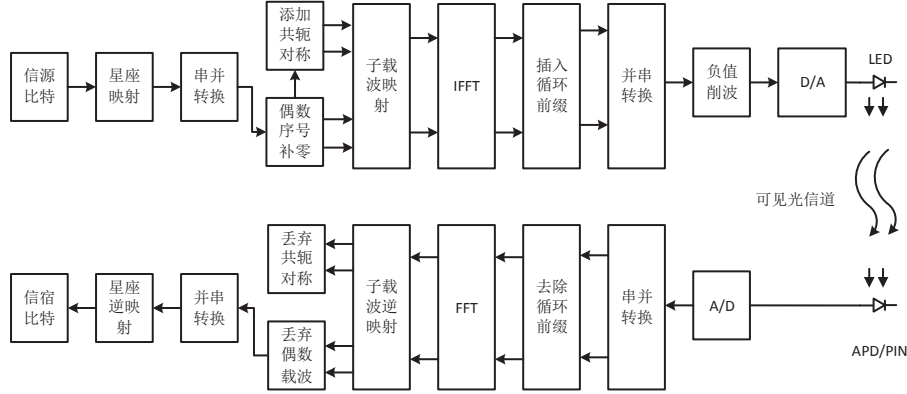 信源
比特
星座
映射
串并
转换
添加
共轭
对称
偶数
序号
补零
子载
波映
射
IFFT
插入
循环
前缀
并串
转换
负值
削波
D/A
LED
可见光信道
信宿
比特
星座
逆映
射
并串
转换
丢弃
共轭
对称
丢弃
偶数
载波
子载
波逆
映射
FFT
去除
循环
前缀
串并
转换
A/D
APD/PIN